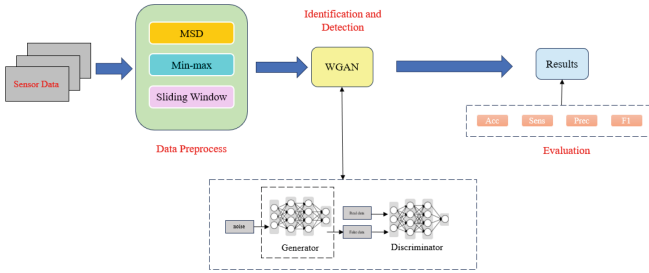 Identification and
Detection
MSD
Min-max
Sliding Window
Sensor Data
WGAN
Results
Data Preprocess
Acc
Sens
Prec
F1
Evaluation
noise
Real data
Fake data
Generator
Discriminator